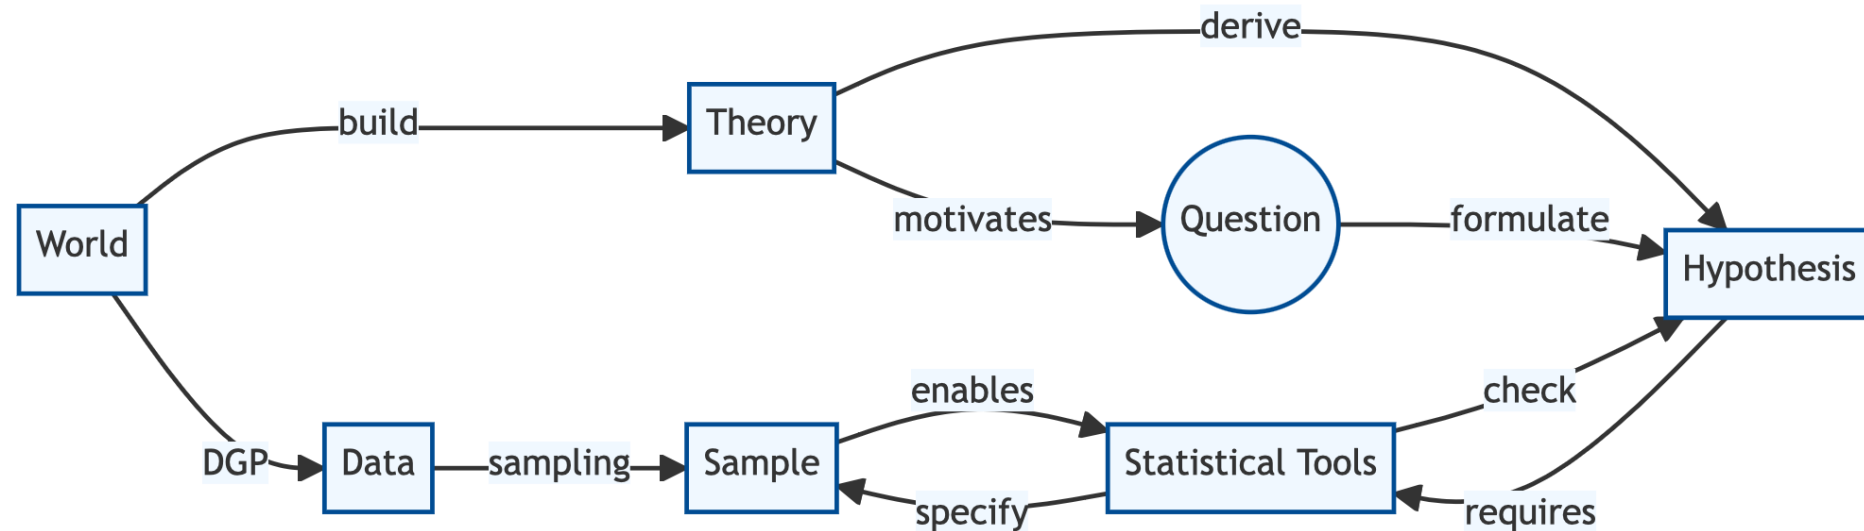 derive
build
Theory
motivates
Question
formulate
World
Hypothesis
enables
check
DGP
Data
sampling
Sample
Statistical Tools
specify
requires